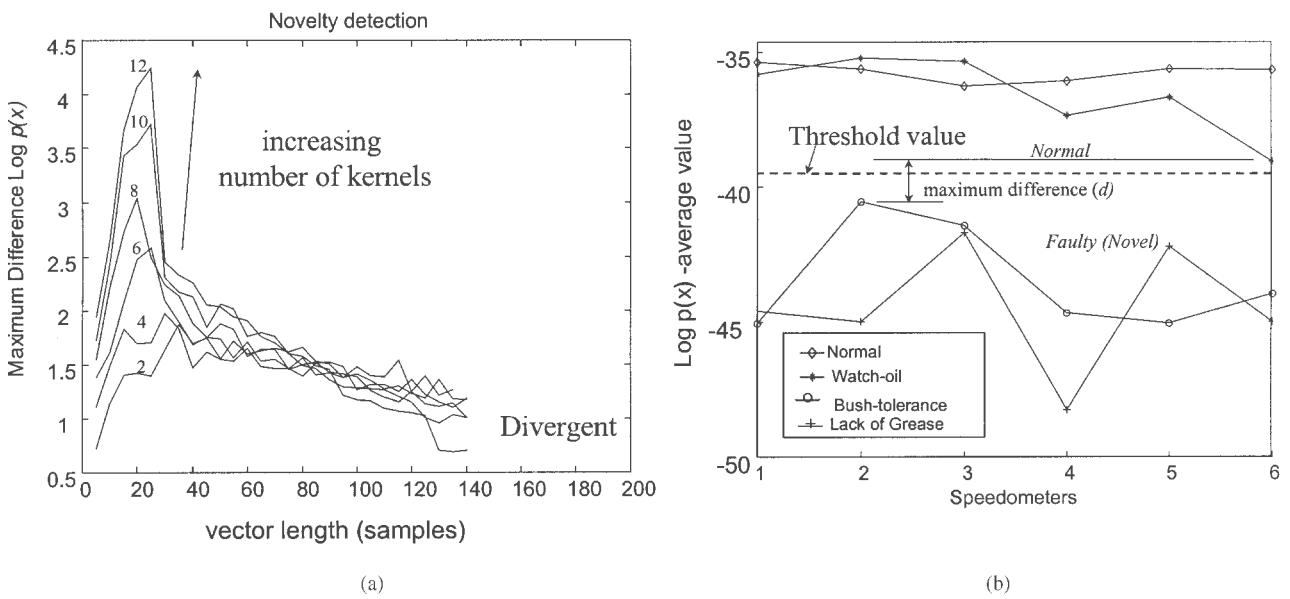 Novelty detection
Maximum Difference Log p(x)
4.5
4
3.5
3
2.5
2
1.5
1
0.5
12
10
8
6
4
2
increasing
number of kernels
Divergent
0 20 40 60 80 100 120 140 160 180 200
vector length (samples)
(a)
Log p(x) -average value
-35
-40
-45
-50
Threshold value
Normal
maximum difference (d)
Faulty (Novel)
Normal
Watch-oil
Bush-tolerance
Lack of Grease
1 2 3 4 5 6
Speedometers
(b)